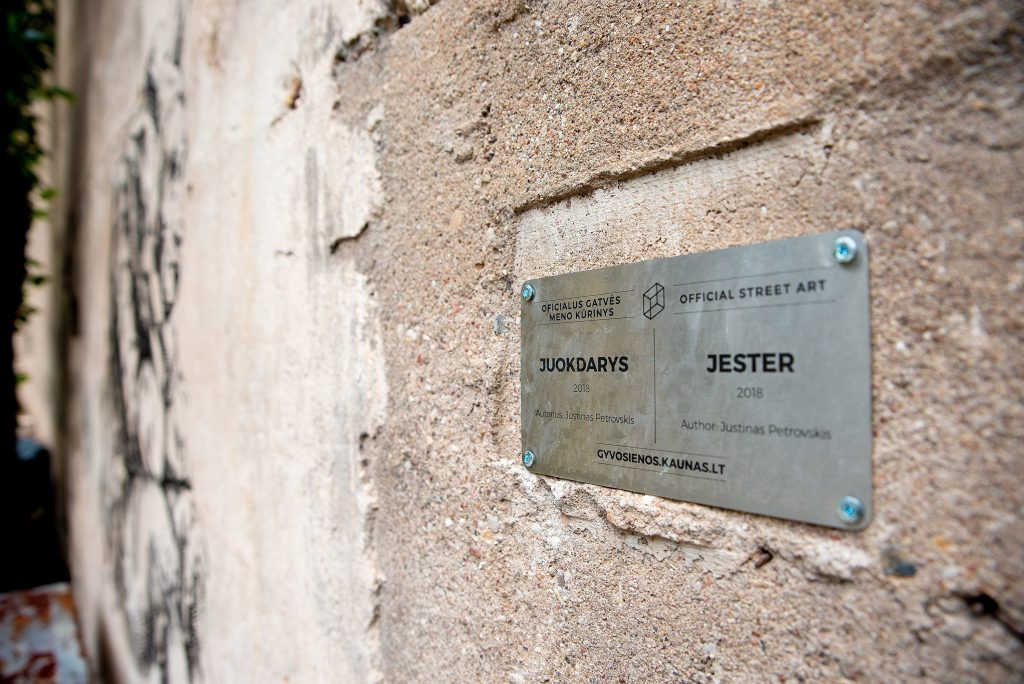 OFICIALUS GATVĖS
MENO KŪRINYS
JUOKDARYS
2018
Autorius: Justinas Petrovskis
OFFICIAL STREET ART
JESTER
2018
Author: Justinas Petrovskis
GYVOSIENOS.KAUNAS.LT